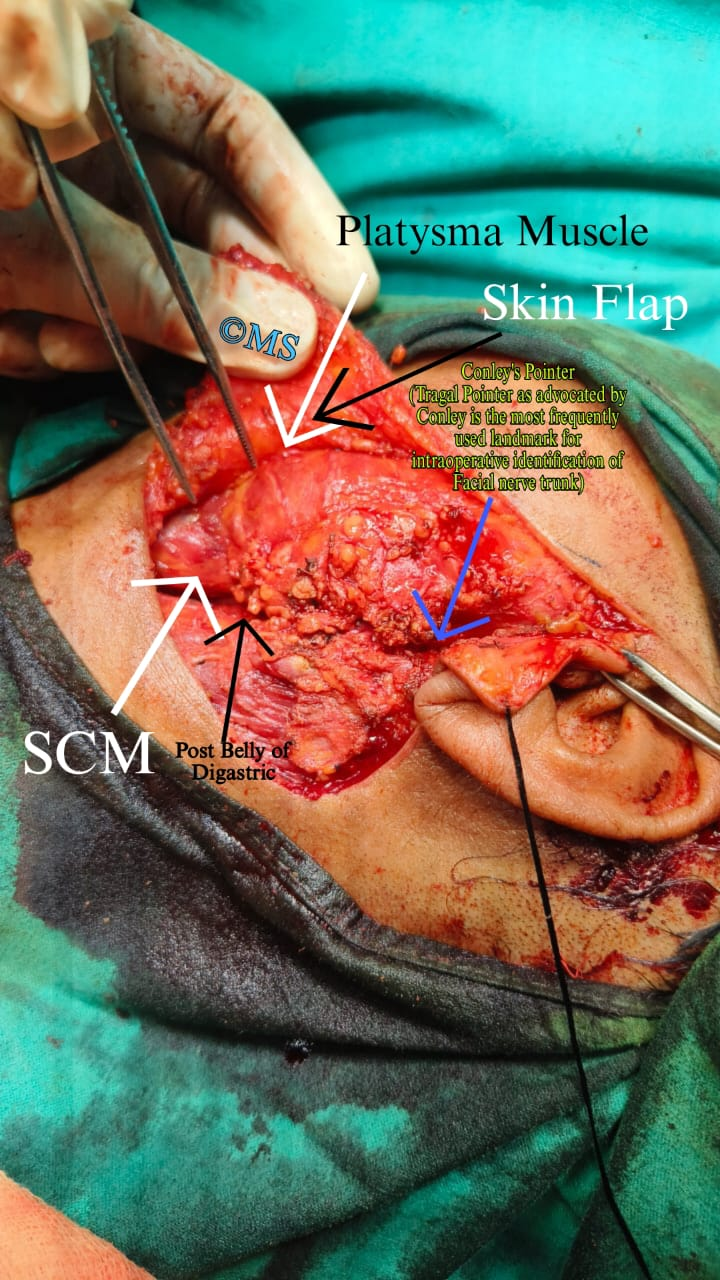 Platysma Muscle
Skin Flap
©MS
Conley's Pointer
(Tragal Pointer as advocated by
Conley is the most frequently
used landmark for
intraoperative identification of
Facial nerve trunk)
SCM
Post Belly of
Digastric